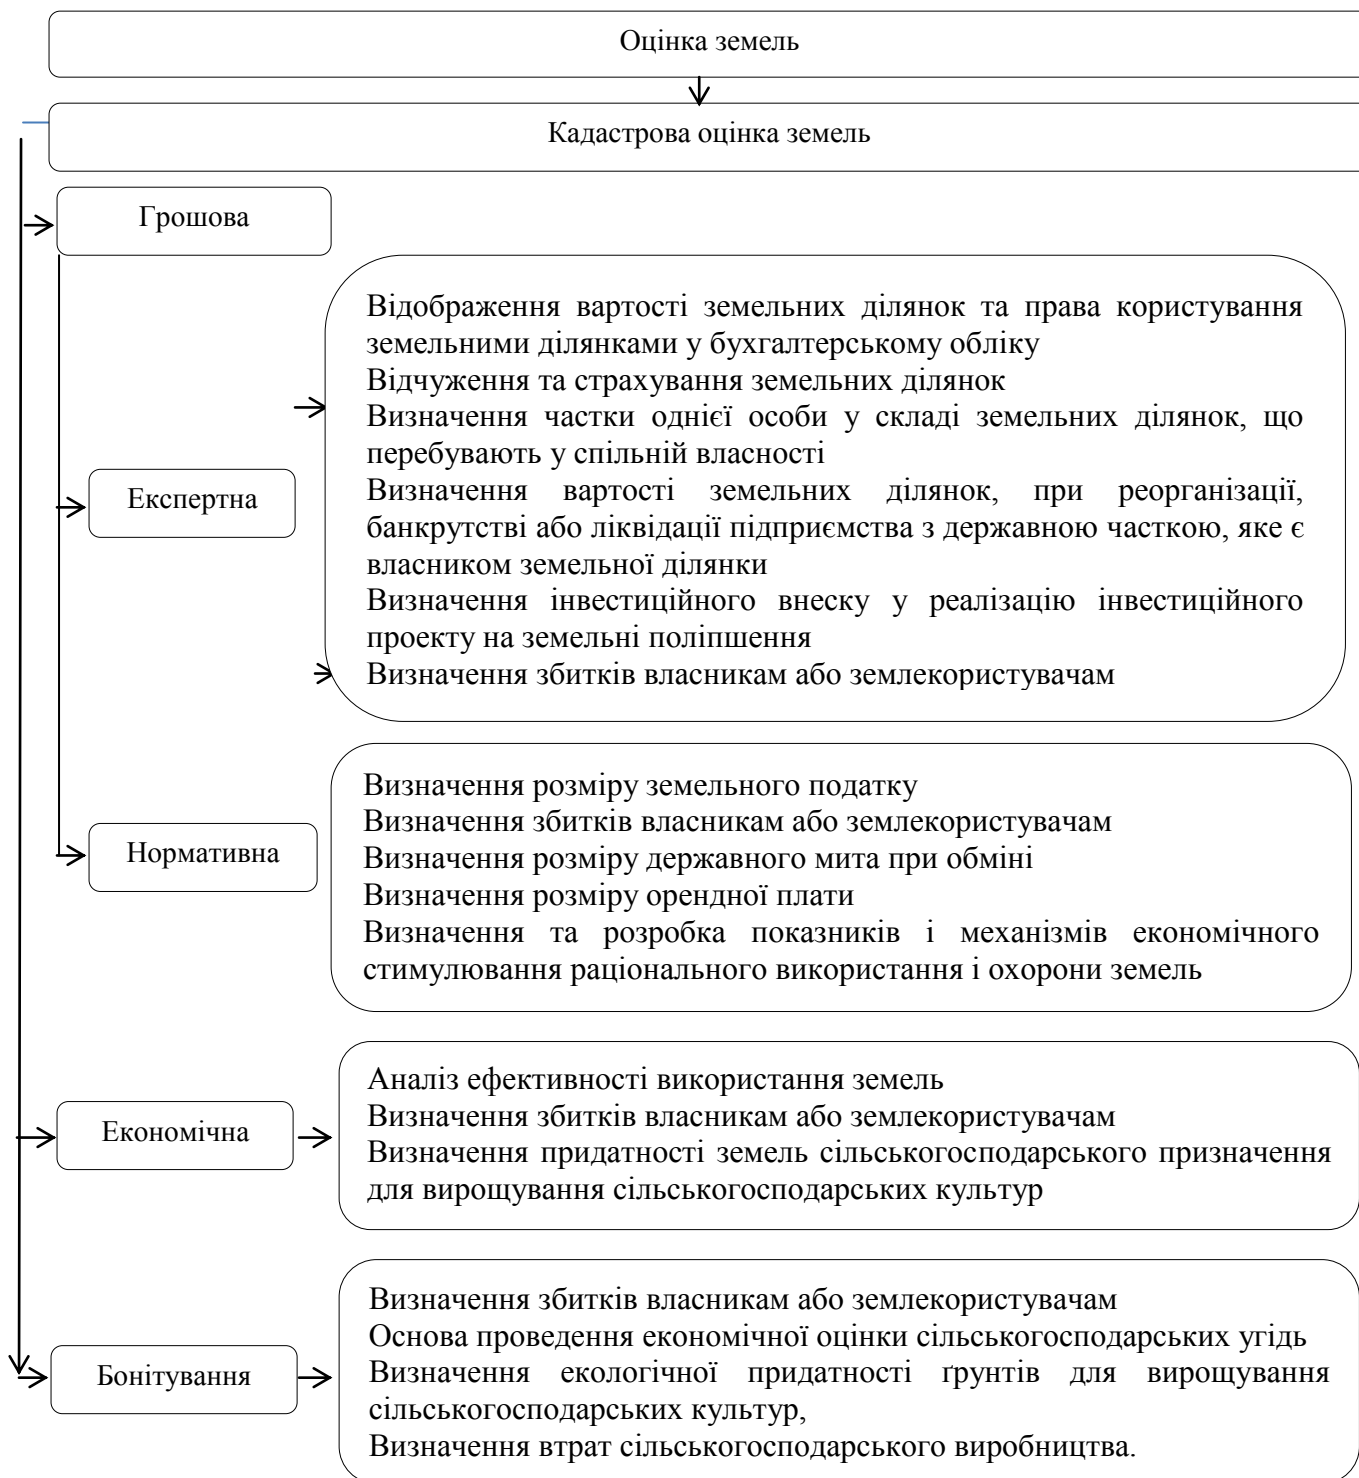 Оцінка земель
Кадастрова оцінка земель
Грошова
Відображення вартості земельних ділянок та права користування
земельними ділянками у бухгалтерському обліку
Відчуження та страхування земельних ділянок
Визначення частки однієї особи у складі земельних ділянок, що
перебувають у спільній власності
Визначення вартості земельних ділянок, при реорганізації,
банкрутстві або ліквідації підприємства з державною часткою, яке є
власником земельної ділянки
Визначення інвестиційного внеску у реалізацію інвестиційного
проекту на земельні поліпшення
Визначення збитків власникам або землекористувачам
Експертна
Визначення розміру земельного податку
Визначення збитків власникам або землекористувачам
Визначення розміру державного мита при обміні
Визначення розміру орендної плати
Визначення та розробка показників і механізмів економічного
стимулювання раціонального використання і охорони земель
Нормативна
Аналіз ефективності використання земель
Визначення збитків власникам або землекористувачам
Визначення придатності земель сільськогосподарського призначення
для вирощування сільськогосподарських культур
Економічна
Визначення збитків власникам або землекористувачам
Основа проведення економічної оцінки сільськогосподарських угідь
Визначення екологічної придатності ґрунтів для вирощування
сільськогосподарських культур,
Визначення втрат сільськогосподарського виробництва.
Бонітування